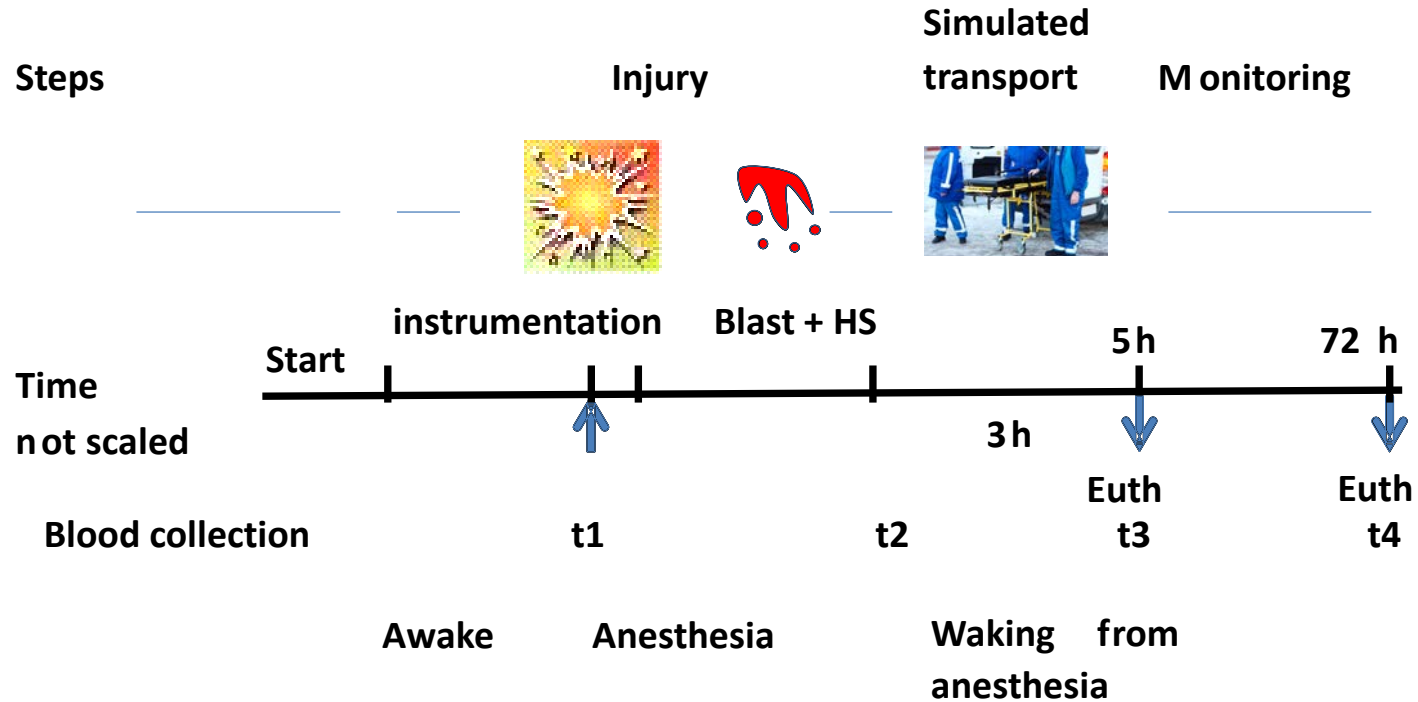 Steps
Injury
Simulated
transport
M onitoring
instrumentation
Blast + HS
Start
5 h
72 h
Time
n ot scaled
3 h
Euth
Euth
Blood collection
t1
t2
t3
t4
Awake
Anesthesia
Waking from
anesthesia